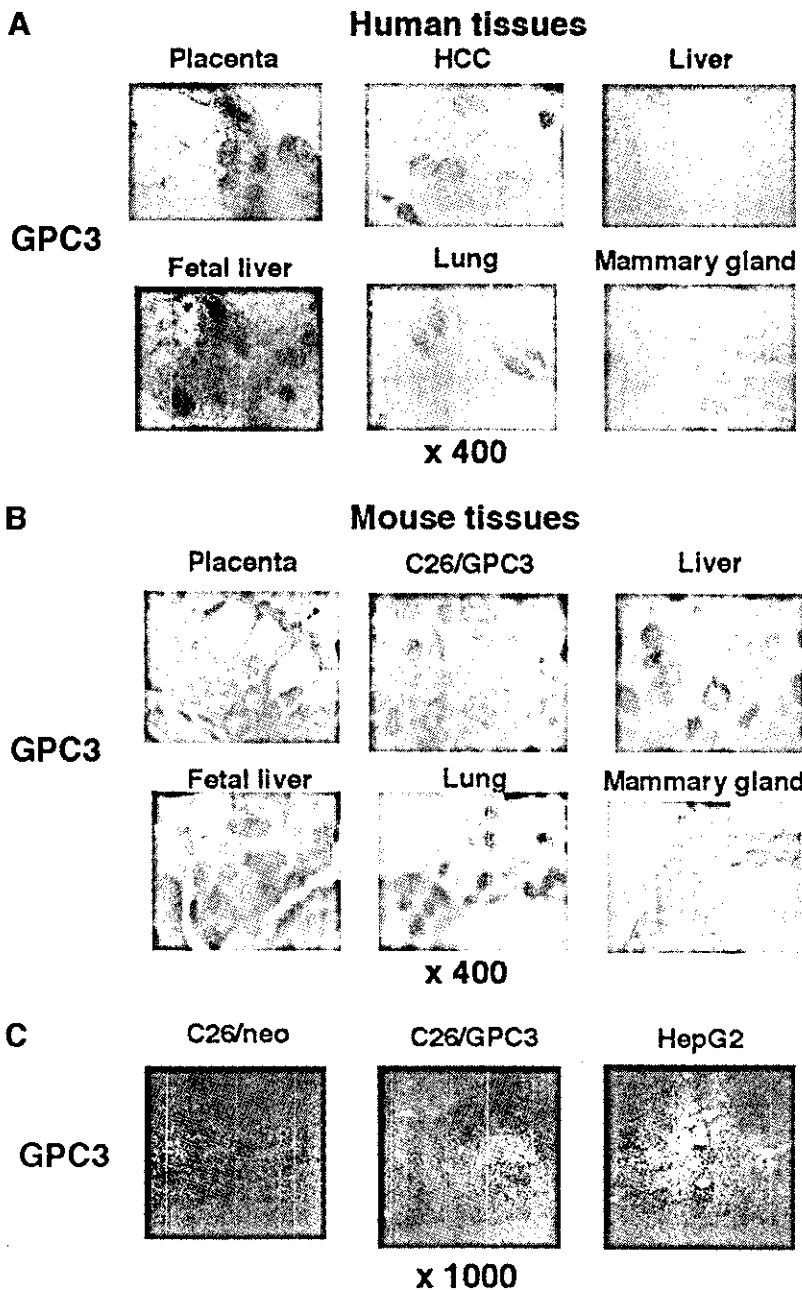 A
Human tissues
Placenta
HCC
Liver
GPC3
Fetal liver
Lung
Mammary gland
x 400
B
Mouse tissues
Placenta
C26/GPC3
Liver
GPC3
Fetal liver
Lung
Mammary gland
x 400
C
C26/neo
C26/GPC3
HepG2
GPC3
x 1000